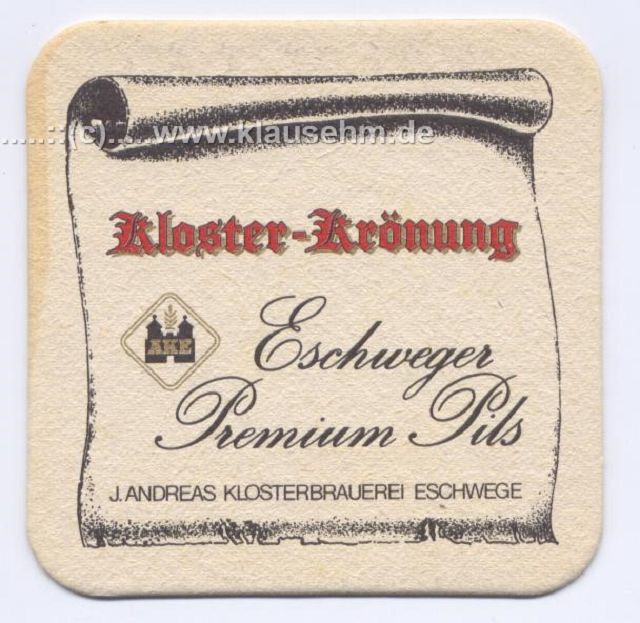 .....::(c)::... www.klausehm.de
Kloster-Krönung
AKE
Eschweger
Premium Pils
J. ANDREAS KLOSTERBRAUEREI ESCHWEGE